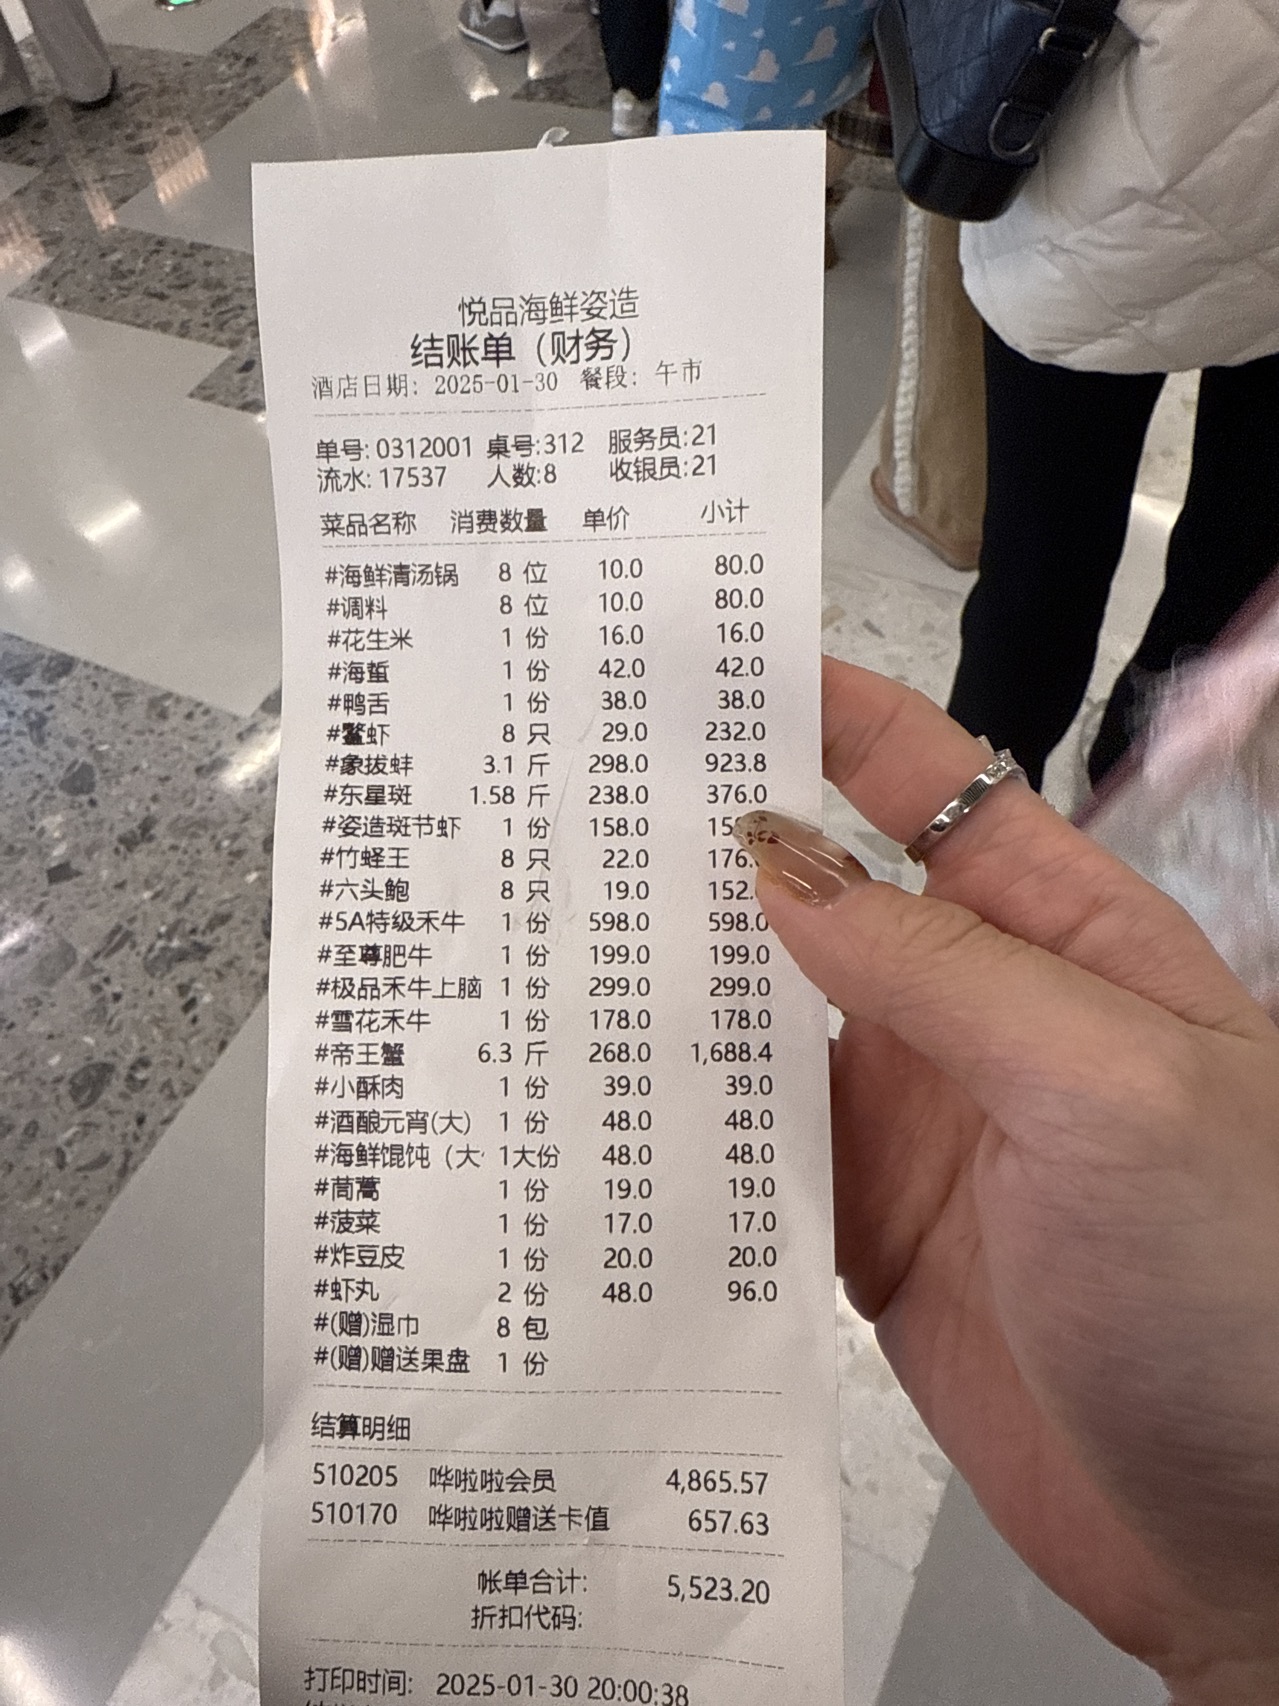 悦品海鲜姿造
结账单（财务）
酒店日期: 2025-01-30 餐段: 午市
单号: 0312001 桌号:312 服务员:21
流水: 17537 人数:8 收银员:21
菜品名称 消费数量 单价 小计
#海鲜清汤锅 8 位 10.0 80.0
#调料 8 位 10.0 80.0
#花生米 1 份 16.0 16.0
#海蜇 1 份 42.0 42.0
#鸭舌 1 份 38.0 38.0
#鳌虾 8 只 29.0 232.0
#象拔蚌 3.1 斤 298.0 923.8
#东星斑 1.58 斤 238.0 376.0
#姿造斑节虾 1 份 158.0 15
#竹蛏王 8 只 22.0 176.
#六头鲍 8 只 19.0 152.
#5A特级禾牛 1 份 598.0 598.0
#至尊肥牛 1 份 199.0 199.0
#极品禾牛上脑 1 份 299.0 299.0
#雪花禾牛 1 份 178.0 178.0
#帝王蟹 6.3 斤 268.0 1,688.4
#小酥肉 1 份 39.0 39.0
#酒酿元宵(大) 1 份 48.0 48.0
#海鲜馄饨（大 1大份 48.0 48.0
#茼蒿 1 份 19.0 19.0
#菠菜 1 份 17.0 17.0
#炸豆皮 1 份 20.0 20.0
#虾丸 2 份 48.0 96.0
#(赠)湿巾 8 包
#(赠)赠送果盘 1 份
结算明细
510205 哗啦啦会员 4,865.57
510170 哗啦啦赠送卡值 657.63
帐单合计: 5,523.20
折扣代码:
打印时间: 2025-01-30 20:00:38